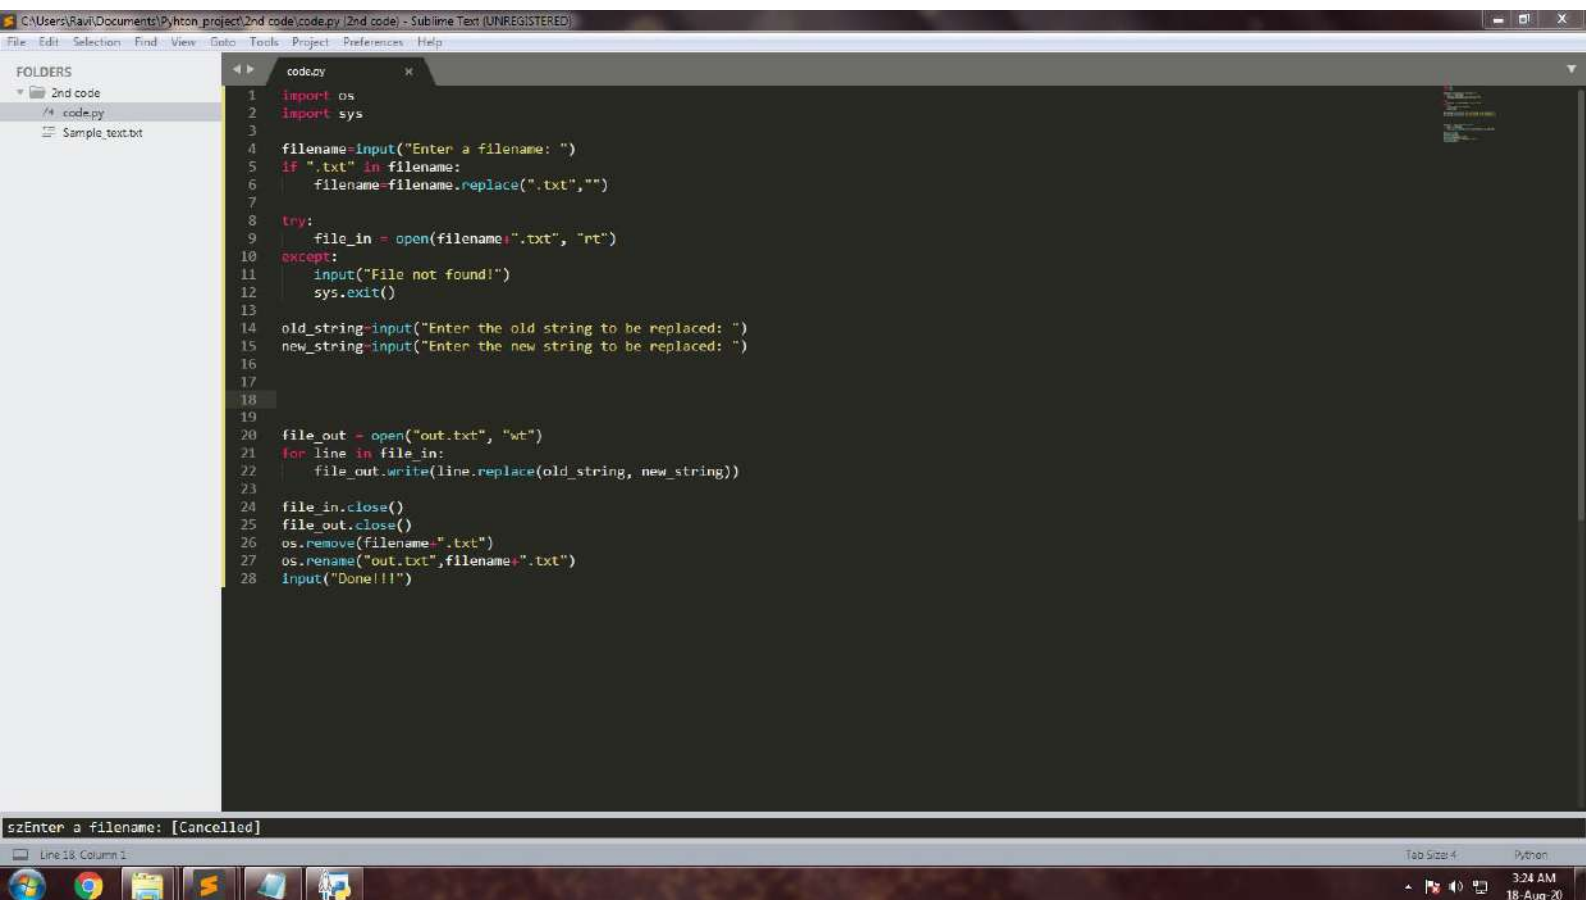 C:\Users\Ravi\Documents\Pyhton_project\2nd code\code.py (2nd code) - Sublime Text (UNREGISTERED)
File Edit Selection Find View Goto Tools Project Preferences Help
FOLDERS
2nd code
code.py
Sample_text.txt
code.py
1 import os
2 import sys
3
4 filename=input("Enter a filename: ")
5 if ".txt" in filename:
6     filename=filename.replace(".txt","")
7
8 try:
9     file_in = open(filename+".txt", "rt")
10 except:
11     input("File not found!")
12     sys.exit()
13
14 old_string=input("Enter the old string to be replaced: ")
15 new_string=input("Enter the new string to be replaced: ")
16
17
18
19
20 file_out = open("out.txt", "wt")
21 for line in file_in:
22     file_out.write(line.replace(old_string, new_string))
23
24 file_in.close()
25 file_out.close()
26 os.remove(filename+".txt")
27 os.rename("out.txt",filename+".txt")
28 input("Done!!!")
szEnter a filename: [Cancelled]
Line 18, Column 1 Tab Size: 4 Python
3:24 AM
18-Aug-20